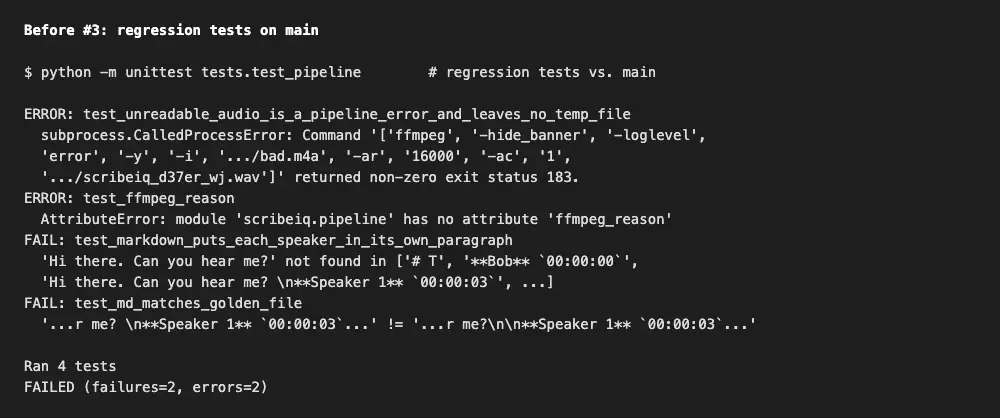 Before #3: regression tests on main
$ python -m unittest tests.test_pipeline        # regression tests vs. main
ERROR: test_unreadable_audio_is_a_pipeline_error_and_leaves_no_temp_file
  subprocess.CalledProcessError: Command '['ffmpeg', '-hide_banner', '-loglevel',
  'error', '-y', '-i', '.../bad.m4a', '-ar', '16000', '-ac', '1',
  '.../scribeiq_d37er_wj.wav']' returned non-zero exit status 183.
ERROR: test_ffmpeg_reason
  AttributeError: module 'scribeiq.pipeline' has no attribute 'ffmpeg_reason'
FAIL: test_markdown_puts_each_speaker_in_its_own_paragraph
  'Hi there. Can you hear me?' not found in ['# T', '**Bob** `00:00:00`',
  'Hi there. Can you hear me? \n**Speaker 1** `00:00:03`', ...]
FAIL: test_md_matches_golden_file
  '...r me? \n**Speaker 1** `00:00:03`...' != '...r me?\n\n**Speaker 1** `00:00:03`...'
Ran 4 tests
FAILED (failures=2, errors=2)